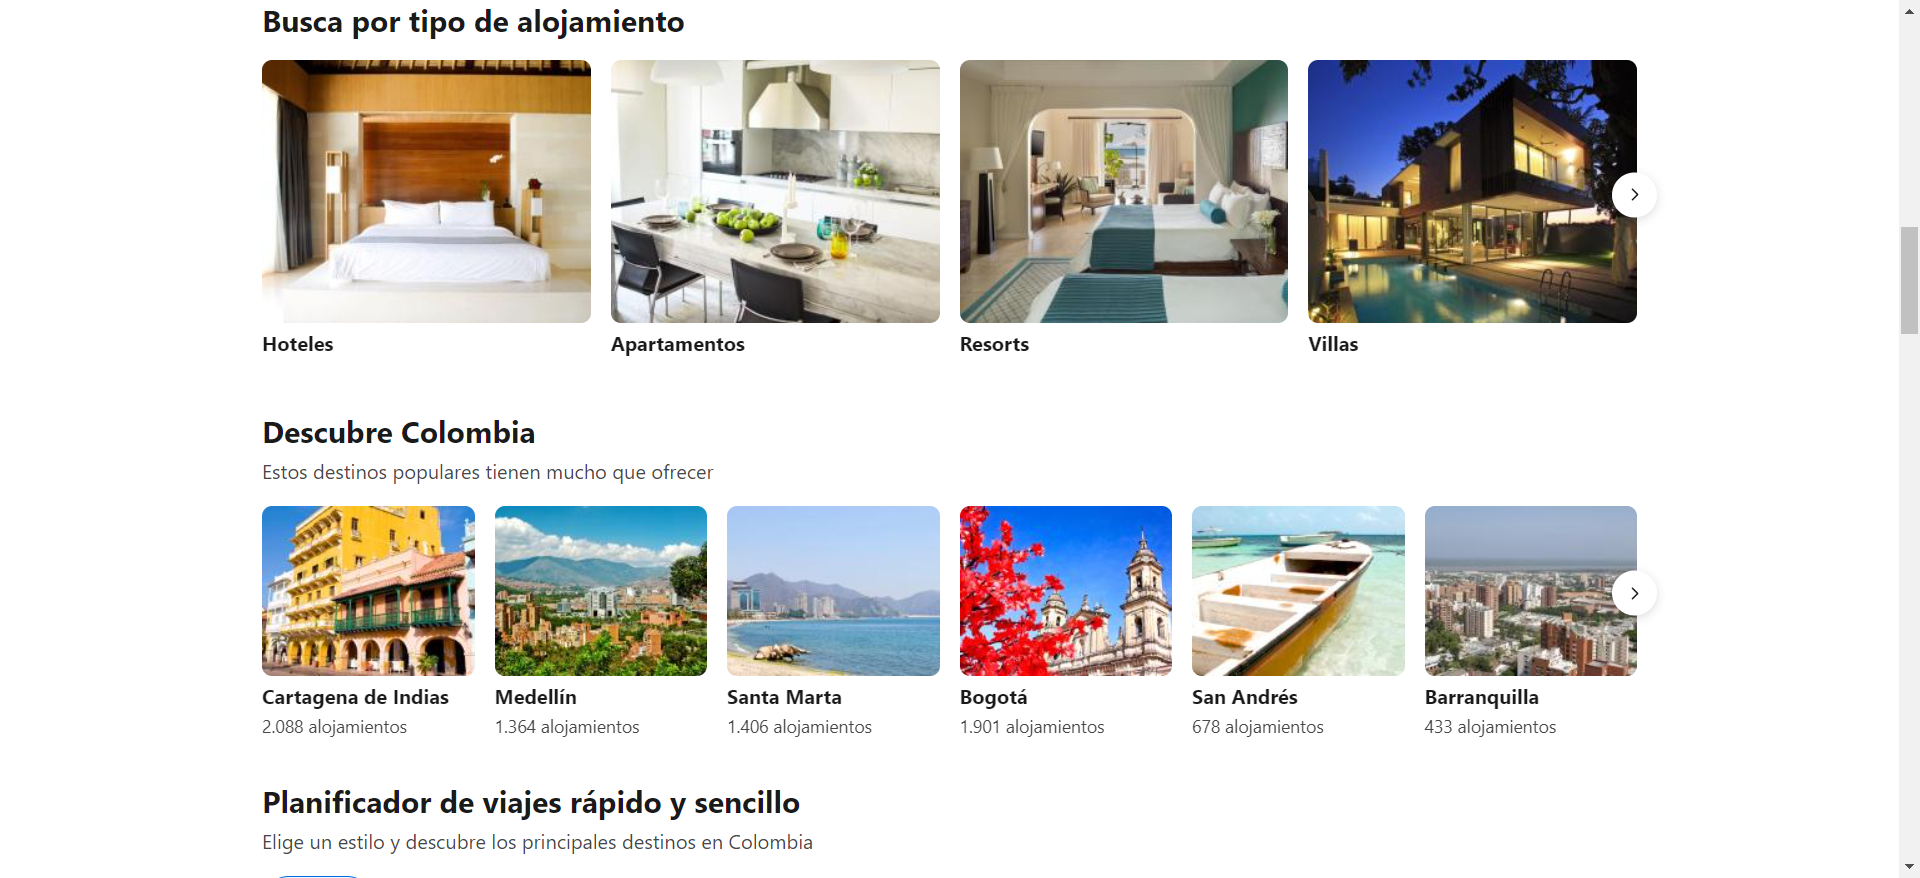 Busca por tipo de alojamiento
Hoteles
Apartamentos
Resorts
Villas
Descubre Colombia
Estos destinos populares tienen mucho que ofrecer
Cartagena de Indias
2.088 alojamientos
Medellín
1.364 alojamientos
Santa Marta
1.406 alojamientos
Bogotá
1.901 alojamientos
San Andrés
678 alojamientos
Barranquilla
433 alojamientos
Planificador de viajes rápido y sencillo
Elige un estilo y descubre los principales destinos en Colombia